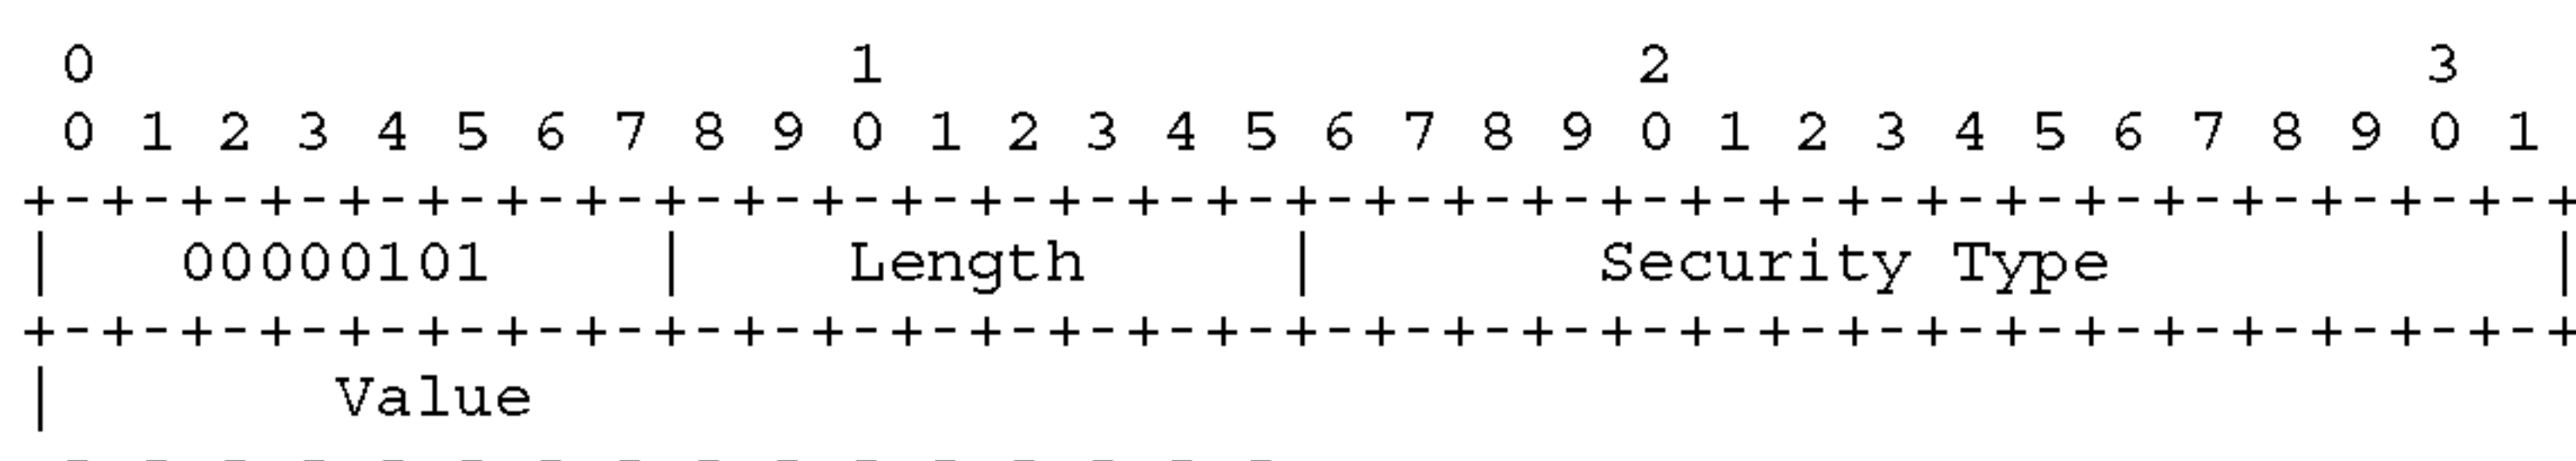 0                   1                   2                   3
 0 1 2 3 4 5 6 7 8 9 0 1 2 3 4 5 6 7 8 9 0 1 2 3 4 5 6 7 8 9 0 1
+-+-+-+-+-+-+-+-+-+-+-+-+-+-+-+-+-+-+-+-+-+-+-+-+-+-+-+-+-+-+-+-+
|   00000101    |    Length     |       Security Type           |
+-+-+-+-+-+-+-+-+-+-+-+-+-+-+-+-+-+-+-+-+-+-+-+-+-+-+-+-+-+-+-+-+
|       Value
 - - - - - - - - - - - - - - - -